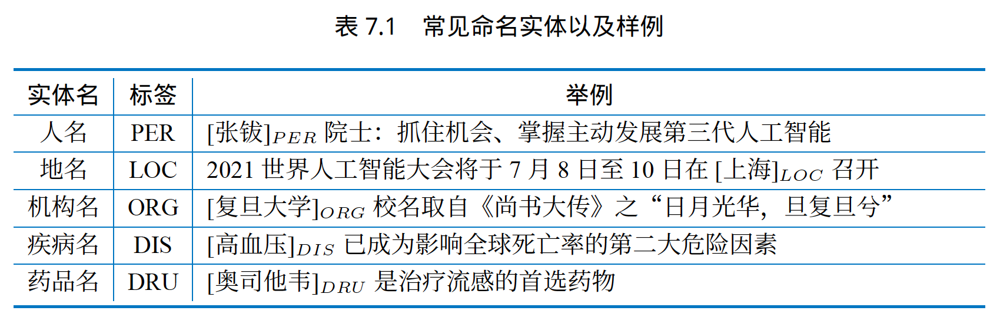 表 7.1 常见命名实体以及样例
实体名 标签 举例
人名 PER [张钹]PER 院士：抓住机会、掌握主动发展第三代人工智能
地名 LOC 2021 世界人工智能大会将于 7 月 8 日至 10 日在 [上海]LOC 召开
机构名 ORG [复旦大学]ORG 校名取自《尚书大传》之“日月光华，旦复旦兮”
疾病名 DIS [高血压]DIS 已成为影响全球死亡率的第二大危险因素
药品名 DRU [奥司他韦]DRU 是治疗流感的首选药物